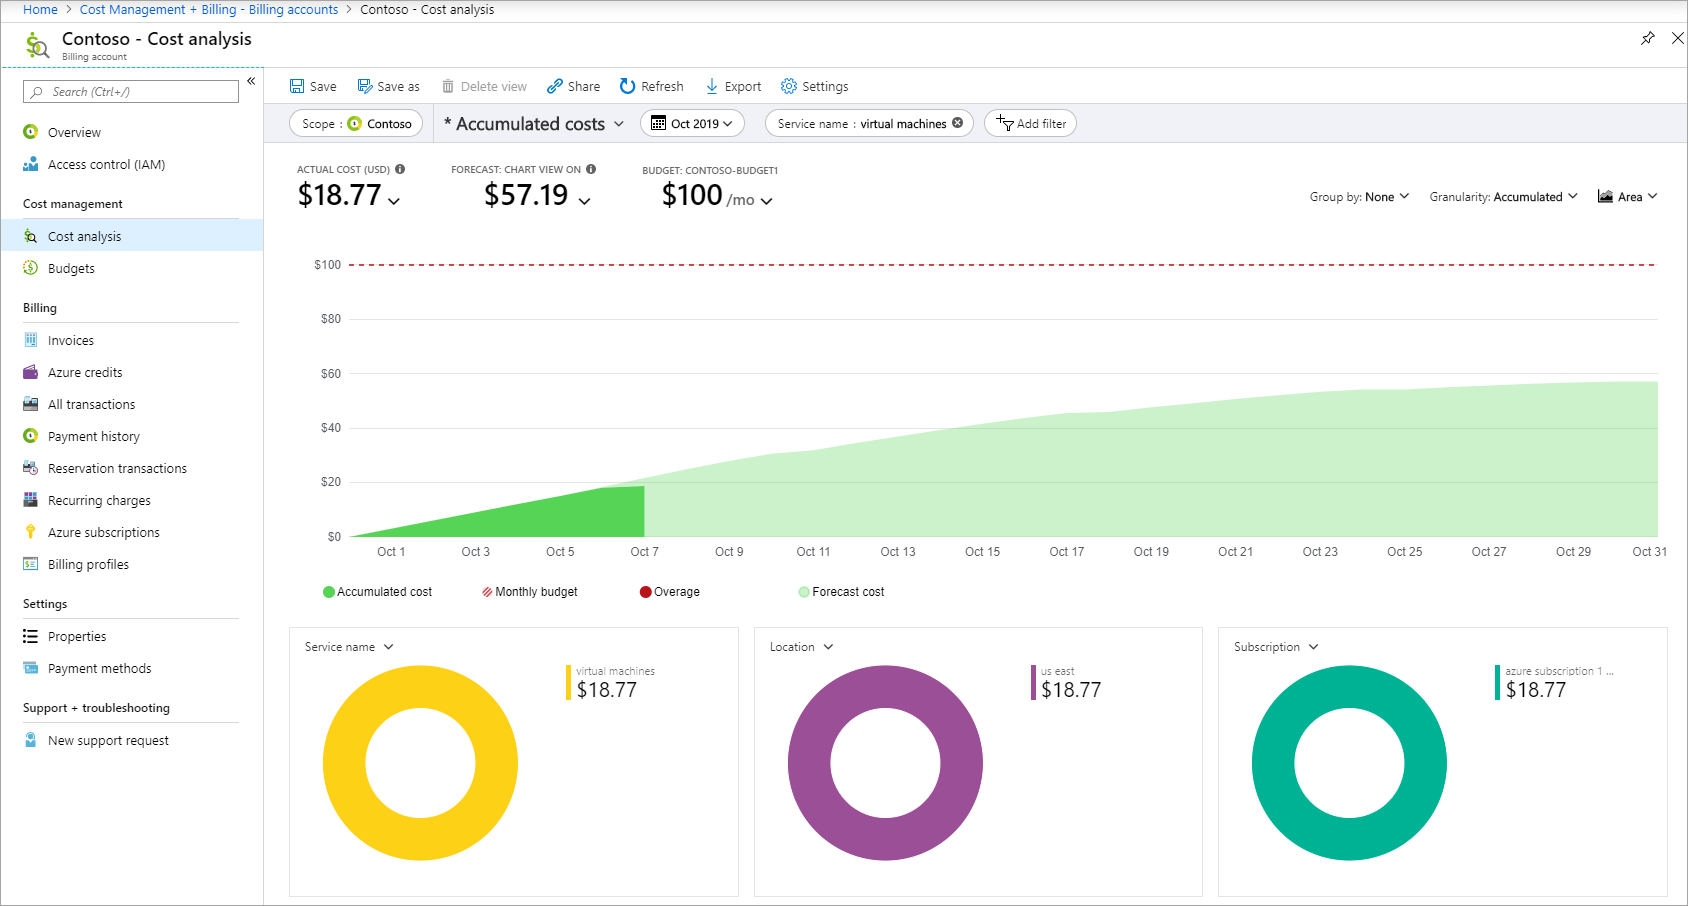 Home > Cost Management + Billing - Billing accounts > Contoso - Cost analysis
Contoso - Cost analysis
Billing account
Search (Ctrl+/)
Overview
Access control (IAM)
Cost management
Cost analysis
Budgets
Billing
Invoices
Azure credits
All transactions
Payment history
Reservation transactions
Recurring charges
Azure subscriptions
Billing profiles
Settings
Properties
Payment methods
Support + troubleshooting
New support request
Save Save as Delete view Share Refresh Export Settings
Scope : Contoso * Accumulated costs Oct 2019 Service name : virtual machines Add filter
ACTUAL COST (USD) FORECAST: CHART VIEW ON BUDGET: CONTOSO-BUDGET1
$18.77 $57.19 $100 /mo
Group by: None Granularity: Accumulated Area
$100
$80
$60
$40
$20
$0
Oct 1 Oct 3 Oct 5 Oct 7 Oct 9 Oct 11 Oct 13 Oct 15 Oct 17 Oct 19 Oct 21 Oct 23 Oct 25 Oct 27 Oct 29 Oct 31
Accumulated cost Monthly budget Overage Forecast cost
Service name
virtual machines
$18.77
Location
us east
$18.77
Subscription
azure subscription 1 ...
$18.77